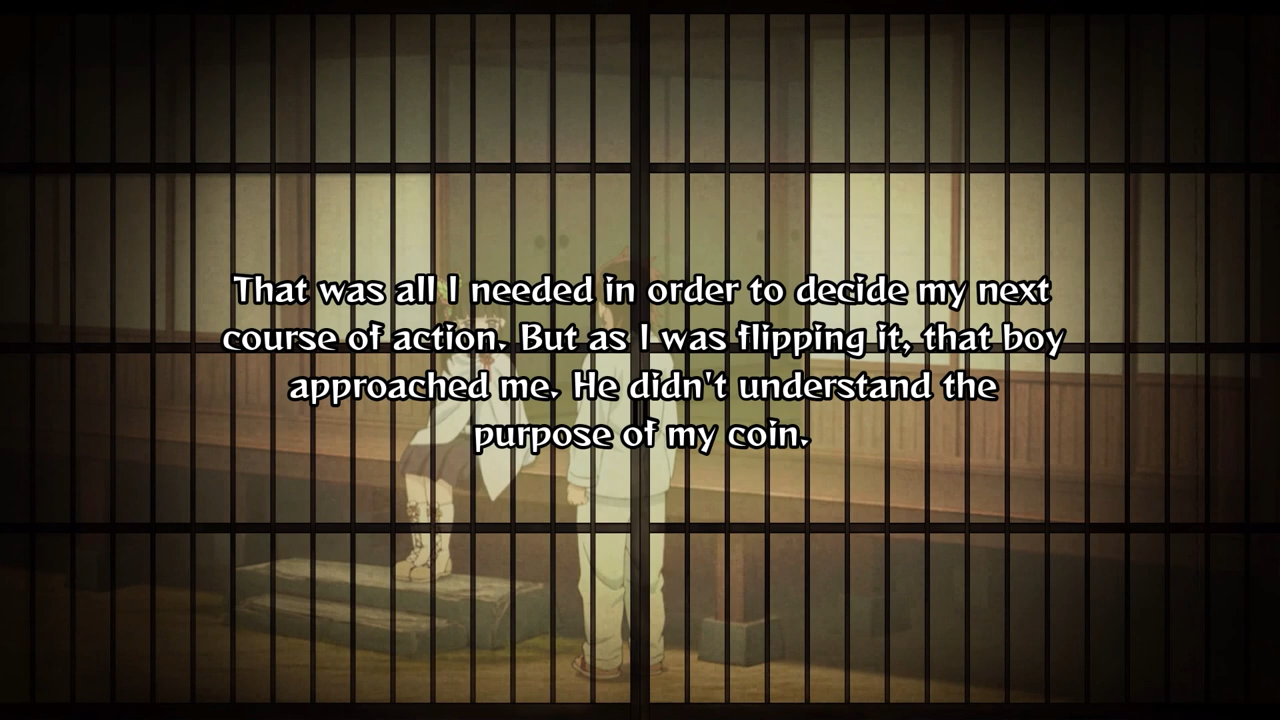 That was all I needed in order to decide my next
course of action. But as I was flipping it, that boy
approached me. He didn't understand the
purpose of my coin.